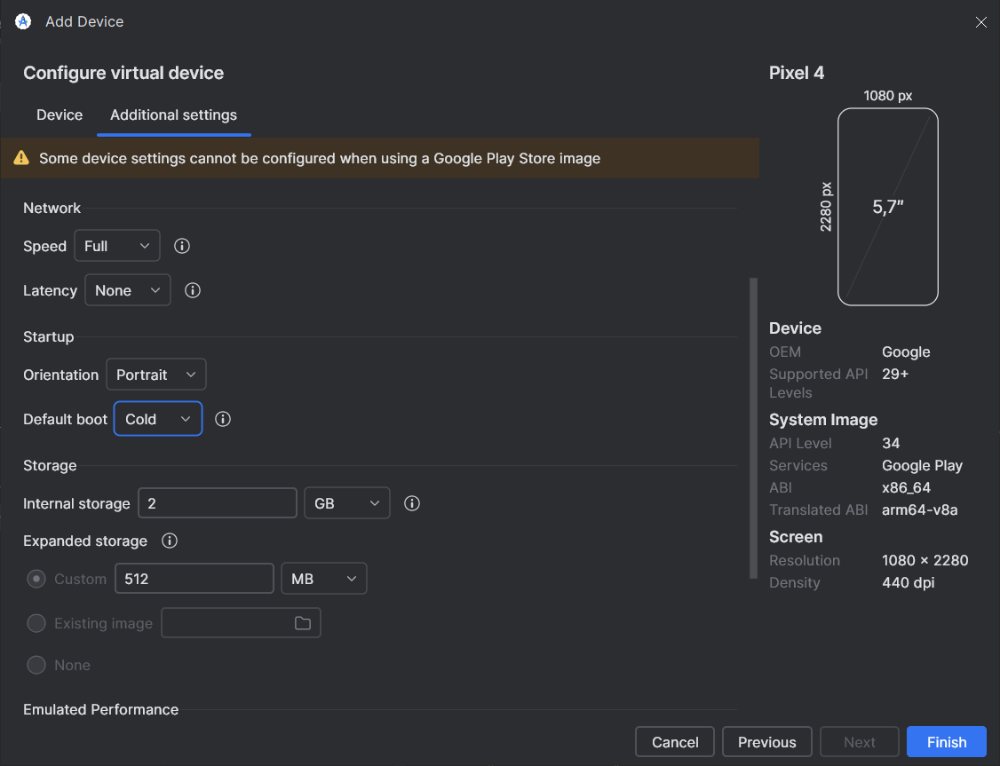 Add Device
Configure virtual device
Device Additional settings
Some device settings cannot be configured when using a Google Play Store image
Network
Speed Full
Latency None
Startup
Orientation Portrait
Default boot Cold
Storage
Internal storage 2 GB
Expanded storage
Custom 512 MB
Existing image
None
Emulated Performance
Pixel 4
1080 px
2280 px
5,7″
Device
OEM Google
Supported API 29+
Levels
System Image
API Level 34
Services Google Play
ABI x86_64
Translated ABI arm64-v8a
Screen
Resolution 1080 × 2280
Density 440 dpi
Cancel Previous Next Finish